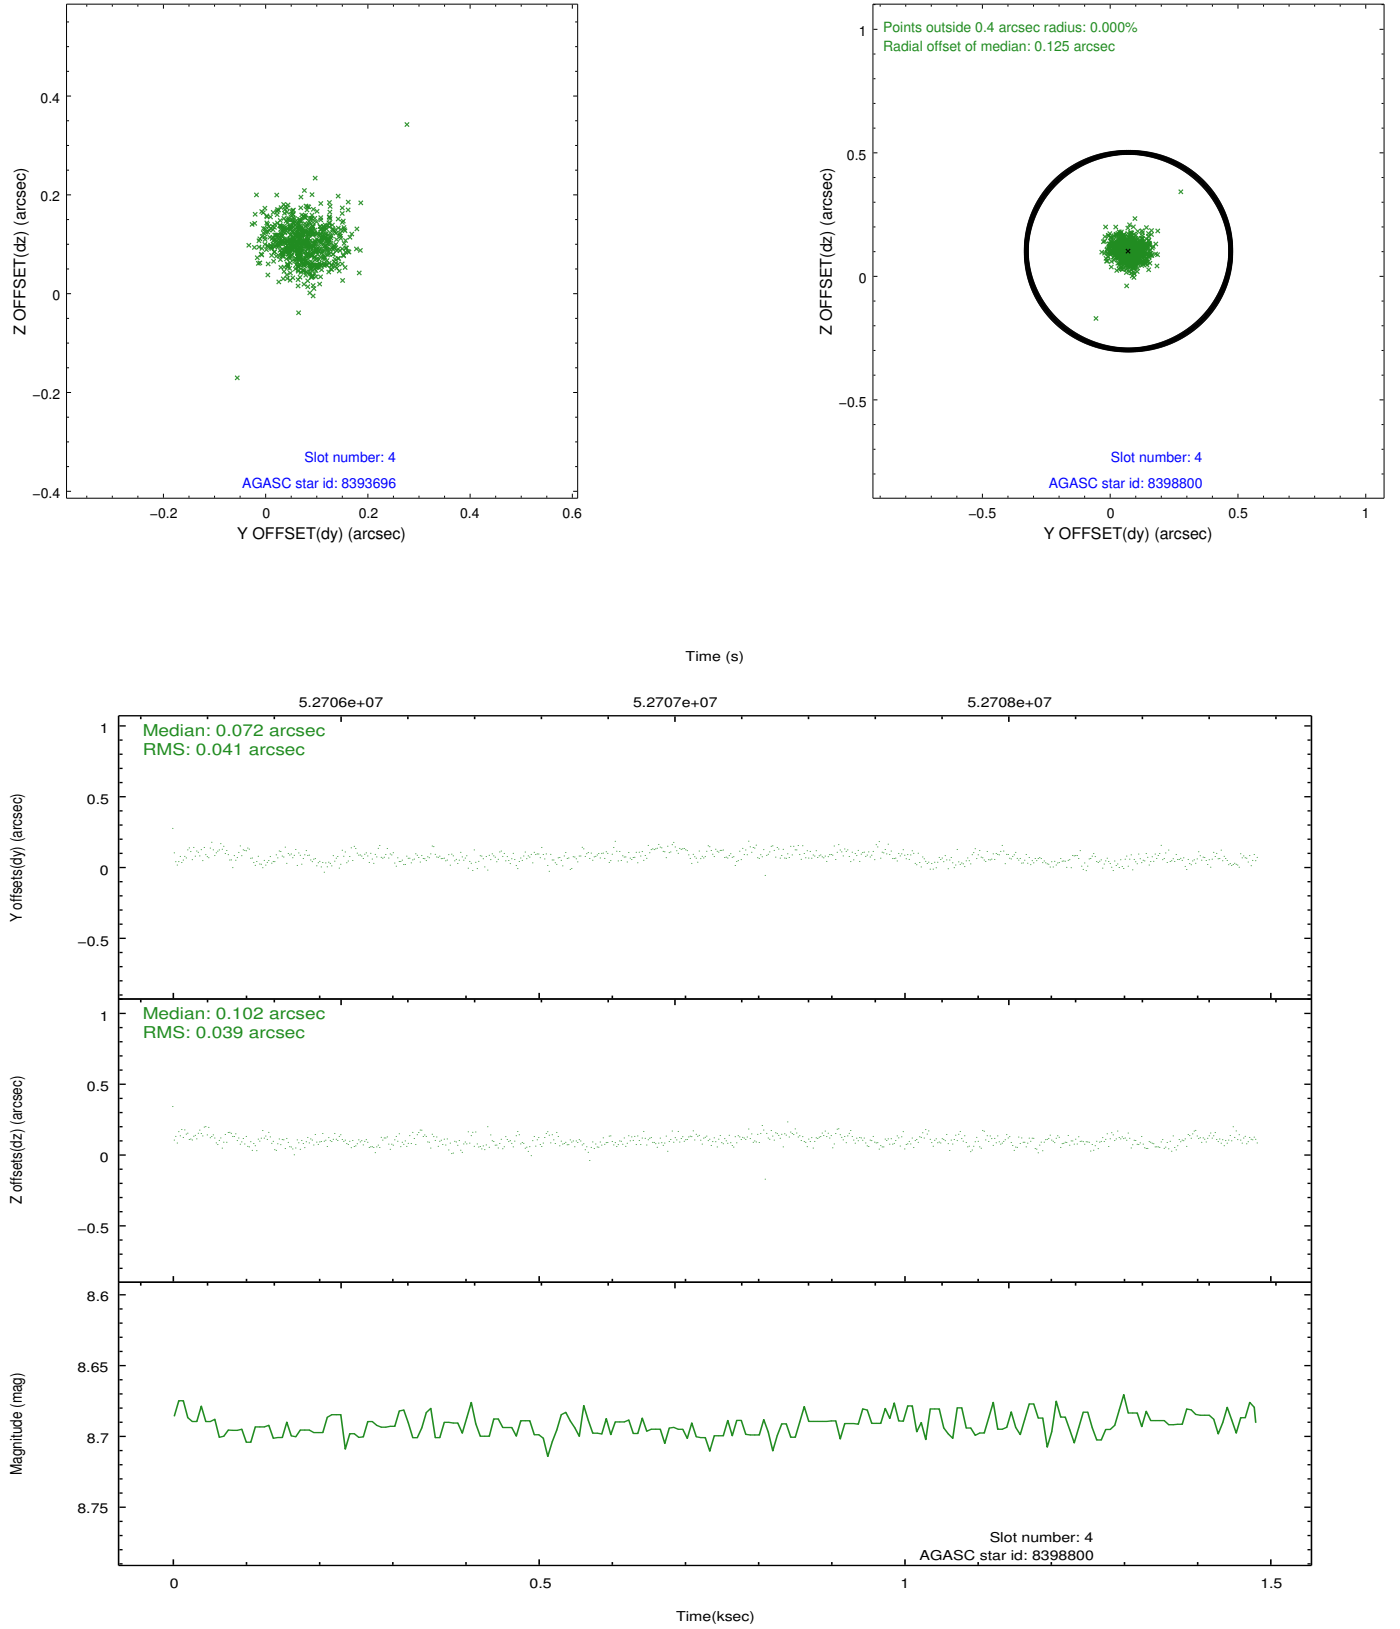 0.4
0.2
0
−0.2
−0.4
Z OFFSET(dz) (arcsec)
Slot number: 4
AGASC star id: 8393696
−0.2 0 0.2 0.4 0.6
Y OFFSET(dy) (arcsec)
Points outside 0.4 arcsec radius: 0.000%
Radial offset of median: 0.125 arcsec
1
0.5
0
−0.5
Z OFFSET(dz) (arcsec)
Slot number: 4
AGASC star id: 8398800
−0.5 0 0.5 1
Y OFFSET(dy) (arcsec)
Time (s)
5.2706e+07 5.2707e+07 5.2708e+07
Median: 0.072 arcsec
RMS: 0.041 arcsec
1
0.5
0
−0.5
Y offsets(dy) (arcsec)
Median: 0.102 arcsec
RMS: 0.039 arcsec
1
0.5
0
−0.5
Z offsets(dz) (arcsec)
8.6
8.65
8.7
8.75
Magnitude (mag)
Slot number: 4
AGASC star id: 8398800
0 0.5 1 1.5
Time(ksec)